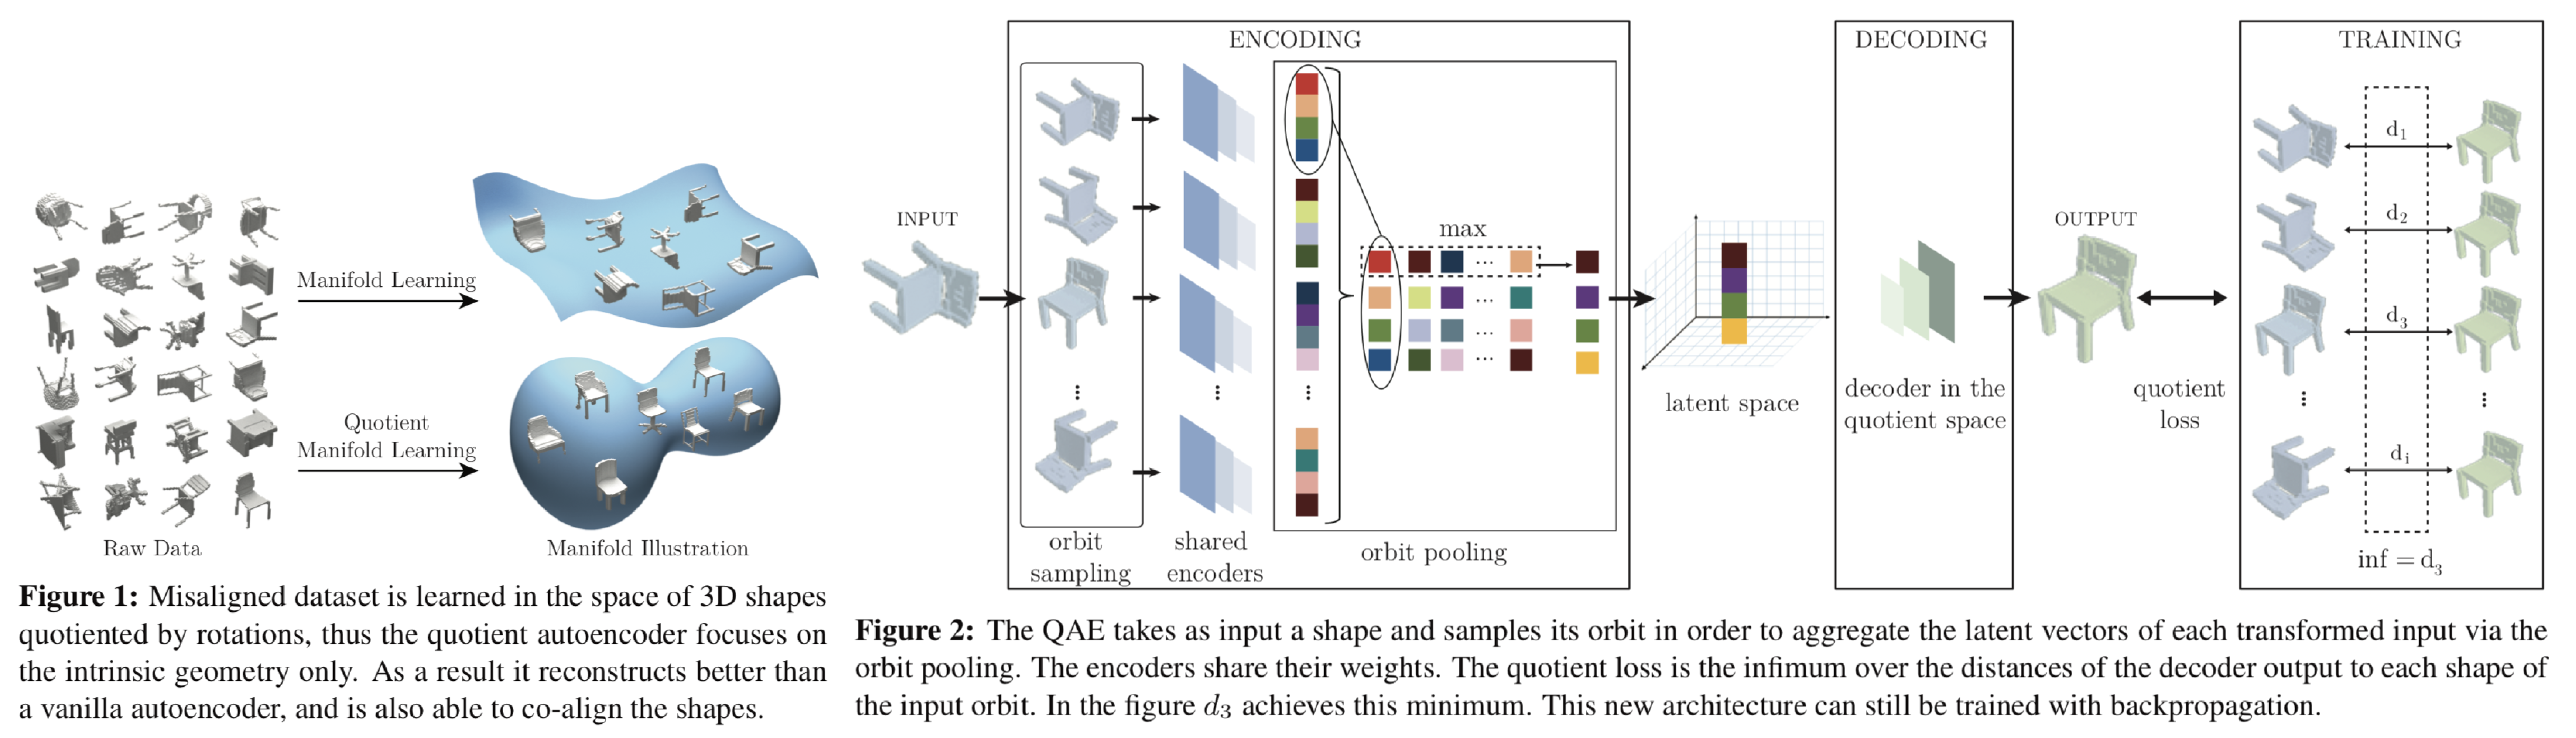 Manifold Learning
Quotient
Manifold Learning
Raw Data
Manifold Illustration
Figure 1: Misaligned dataset is learned in the space of 3D shapes
quotiented by rotations, thus the quotient autoencoder focuses on
the intrinsic geometry only. As a result it reconstructs better than
a vanilla autoencoder, and is also able to co-align the shapes.
INPUT
ENCODING
orbit
sampling
shared
encoders
max
...
...
...
...
orbit pooling
latent space
DECODING
decoder in the
quotient space
OUTPUT
quotient
loss
TRAINING
d₁
d₂
d₃
dᵢ
inf = d₃
Figure 2: The QAE takes as input a shape and samples its orbit in order to aggregate the latent vectors of each transformed input via the
orbit pooling. The encoders share their weights. The quotient loss is the infimum over the distances of the decoder output to each shape of
the input orbit. In the figure d₃ achieves this minimum. This new architecture can still be trained with backpropagation.